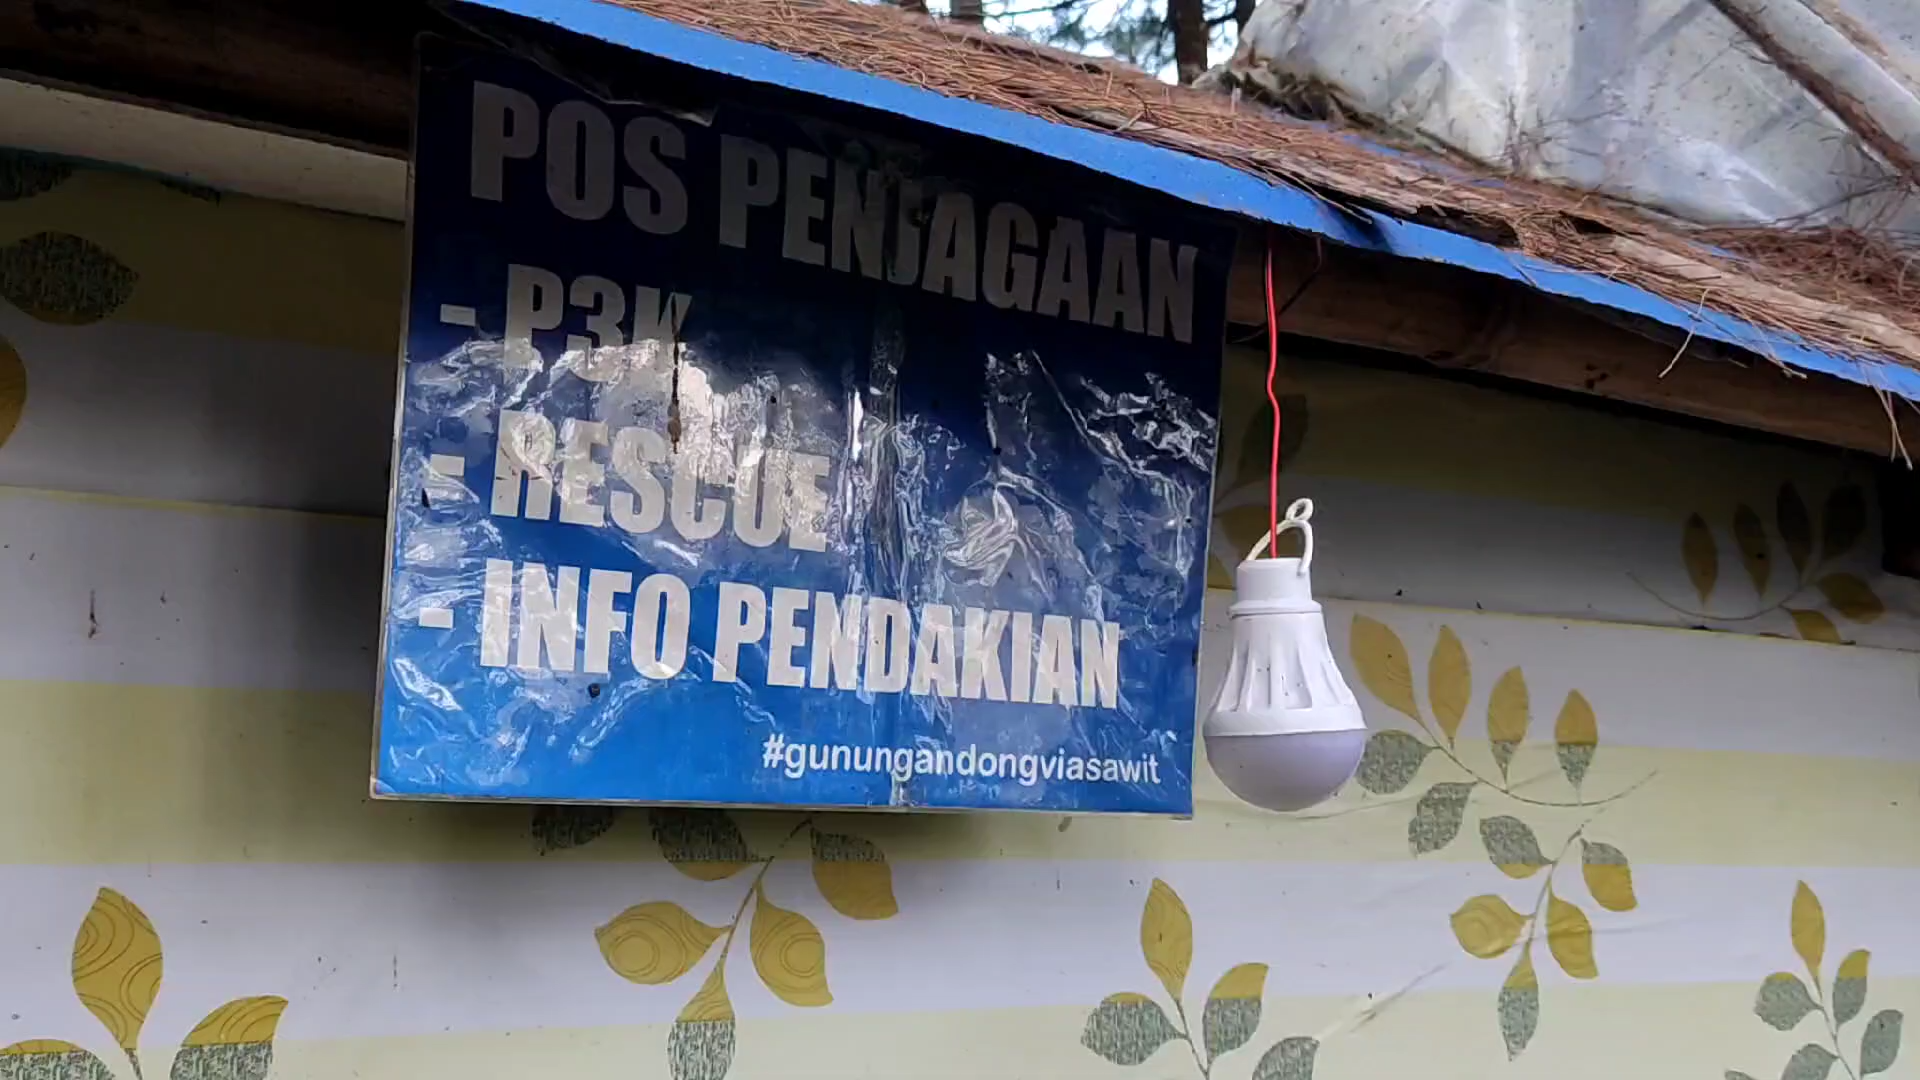 POS PENJAGAAN
- P3K
- RESCUE
- INFO PENDAKIAN
#gunungandongviasawit